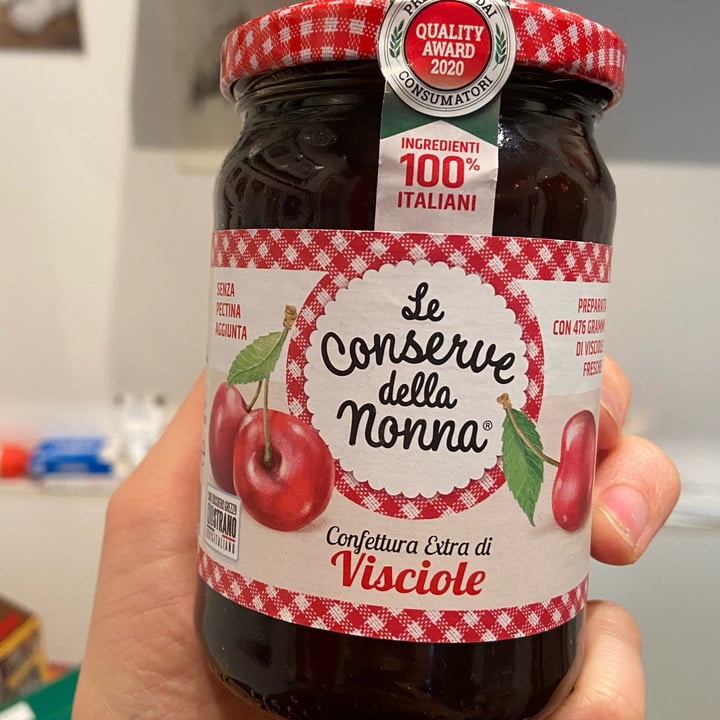 QUALITY
AWARD
2020
CONSUMATORI
INGREDIENTI
100%
ITALIANI
SENZA
PECTINA
AGGIUNTA
PREPARATA
CON 476 GRAMMI
DI VISCIOLE
FRESCHE
Le
Conserve
della
Nonna®
Confettura Extra di
Visciole